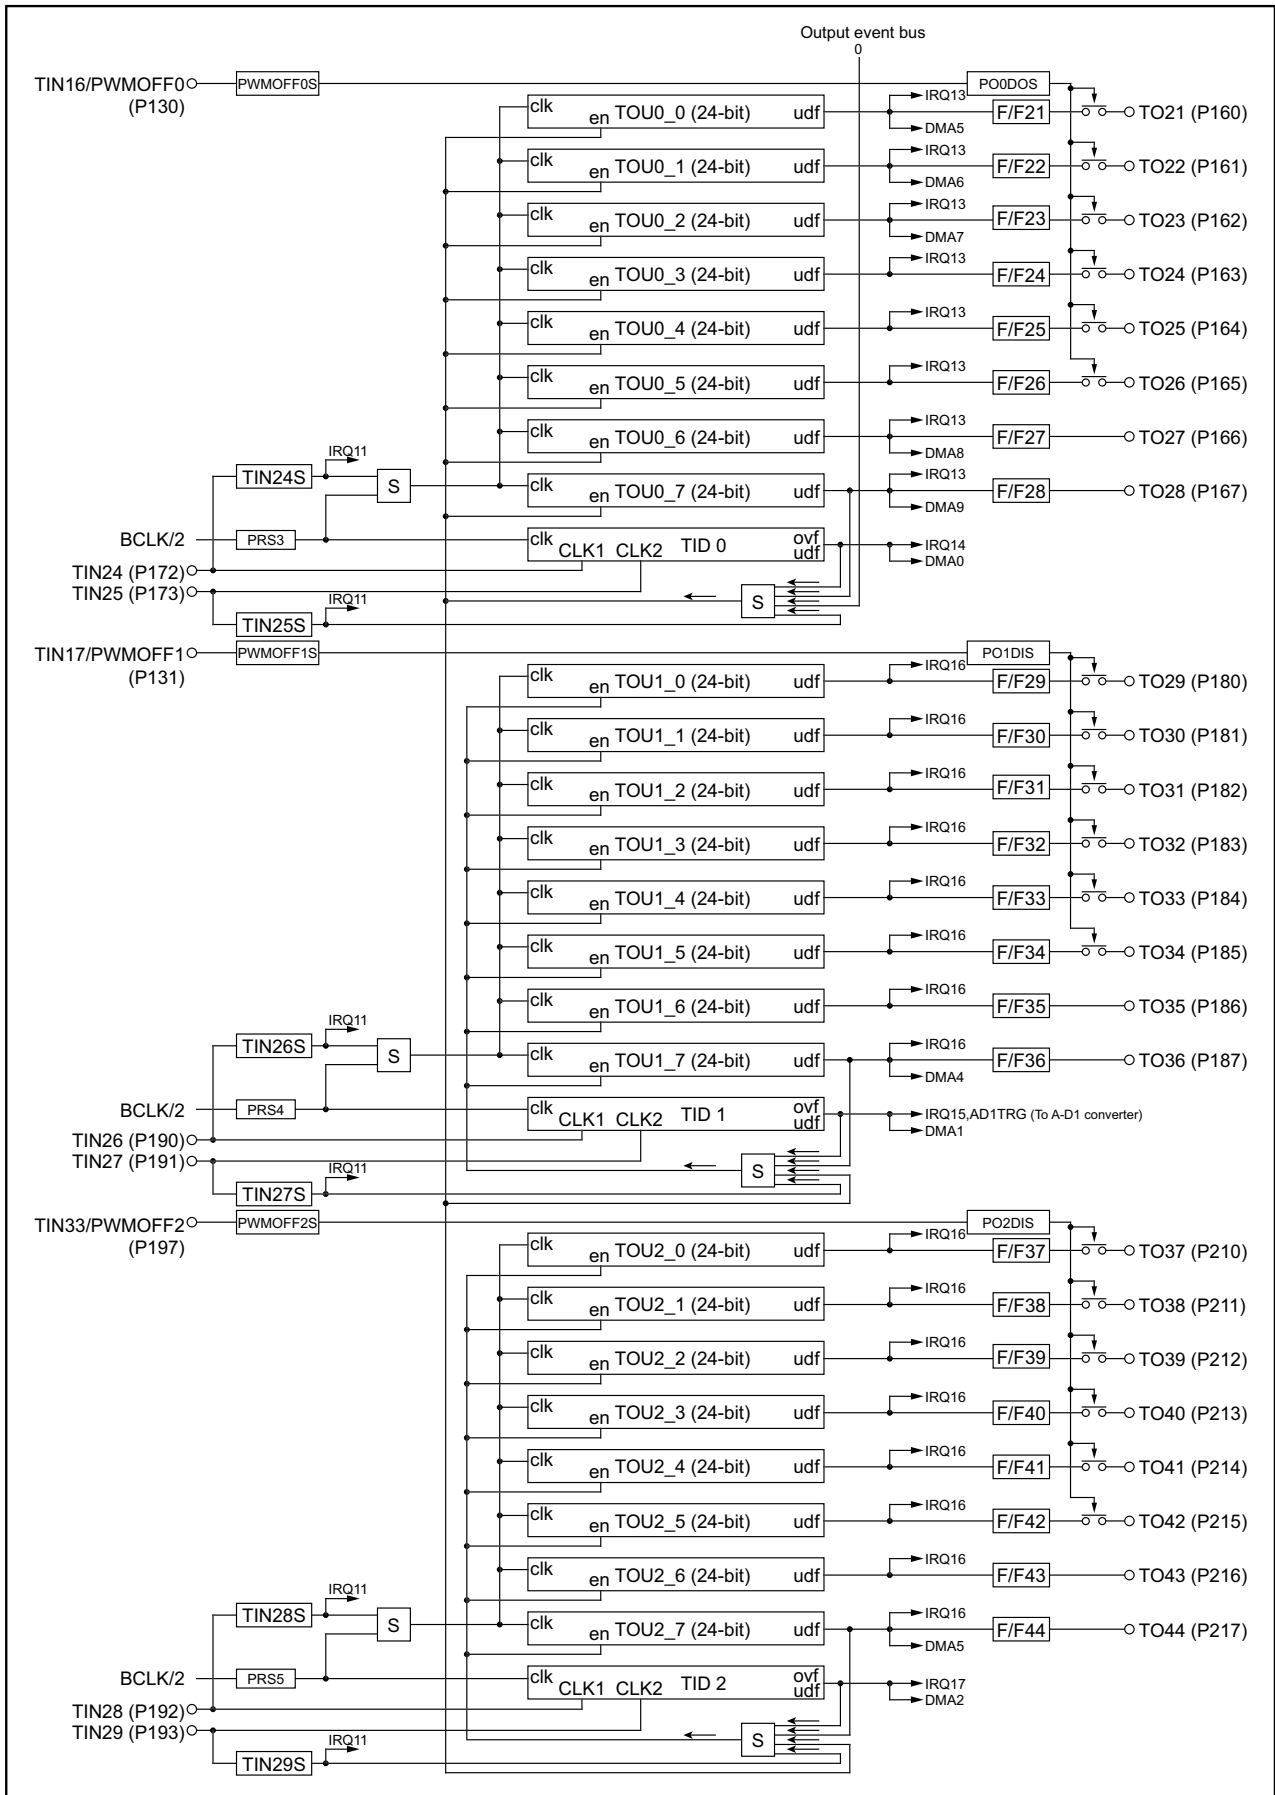 Output event bus
0
TIN16/PWMOFF0
(P130)
PWMOFF0S
PO0DOS
clk en TOU0_0 (24-bit) udf IRQ13 DMA5 F/F21 TO21 (P160)
clk en TOU0_1 (24-bit) udf IRQ13 DMA6 F/F22 TO22 (P161)
clk en TOU0_2 (24-bit) udf IRQ13 DMA7 F/F23 TO23 (P162)
clk en TOU0_3 (24-bit) udf IRQ13 F/F24 TO24 (P163)
clk en TOU0_4 (24-bit) udf IRQ13 F/F25 TO25 (P164)
clk en TOU0_5 (24-bit) udf IRQ13 F/F26 TO26 (P165)
clk en TOU0_6 (24-bit) udf IRQ13 DMA8 F/F27 TO27 (P166)
TIN24S IRQ11 S
clk en TOU0_7 (24-bit) udf IRQ13 DMA9 F/F28 TO28 (P167)
BCLK/2 PRS3
clk CLK1 CLK2 TID 0 ovf udf IRQ14 DMA0
TIN24 (P172)
TIN25 (P173)
TIN25S IRQ11 S
TIN17/PWMOFF1
(P131)
PWMOFF1S
PO1DIS
clk en TOU1_0 (24-bit) udf IRQ16 F/F29 TO29 (P180)
clk en TOU1_1 (24-bit) udf IRQ16 F/F30 TO30 (P181)
clk en TOU1_2 (24-bit) udf IRQ16 F/F31 TO31 (P182)
clk en TOU1_3 (24-bit) udf IRQ16 F/F32 TO32 (P183)
clk en TOU1_4 (24-bit) udf IRQ16 F/F33 TO33 (P184)
clk en TOU1_5 (24-bit) udf IRQ16 F/F34 TO34 (P185)
clk en TOU1_6 (24-bit) udf IRQ16 F/F35 TO35 (P186)
TIN26S IRQ11 S
clk en TOU1_7 (24-bit) udf IRQ16 DMA4 F/F36 TO36 (P187)
BCLK/2 PRS4
clk CLK1 CLK2 TID 1 ovf udf IRQ15,AD1TRG (To A-D1 converter) DMA1
TIN26 (P190)
TIN27 (P191)
TIN27S IRQ11 S
TIN33/PWMOFF2
(P197)
PWMOFF2S
PO2DIS
clk en TOU2_0 (24-bit) udf IRQ16 F/F37 TO37 (P210)
clk en TOU2_1 (24-bit) udf IRQ16 F/F38 TO38 (P211)
clk en TOU2_2 (24-bit) udf IRQ16 F/F39 TO39 (P212)
clk en TOU2_3 (24-bit) udf IRQ16 F/F40 TO40 (P213)
clk en TOU2_4 (24-bit) udf IRQ16 F/F41 TO41 (P214)
clk en TOU2_5 (24-bit) udf IRQ16 F/F42 TO42 (P215)
clk en TOU2_6 (24-bit) udf IRQ16 F/F43 TO43 (P216)
TIN28S IRQ11 S
clk en TOU2_7 (24-bit) udf IRQ16 DMA5 F/F44 TO44 (P217)
BCLK/2 PRS5
clk CLK1 CLK2 TID 2 ovf udf IRQ17 DMA2
TIN28 (P192)
TIN29 (P193)
TIN29S IRQ11 S